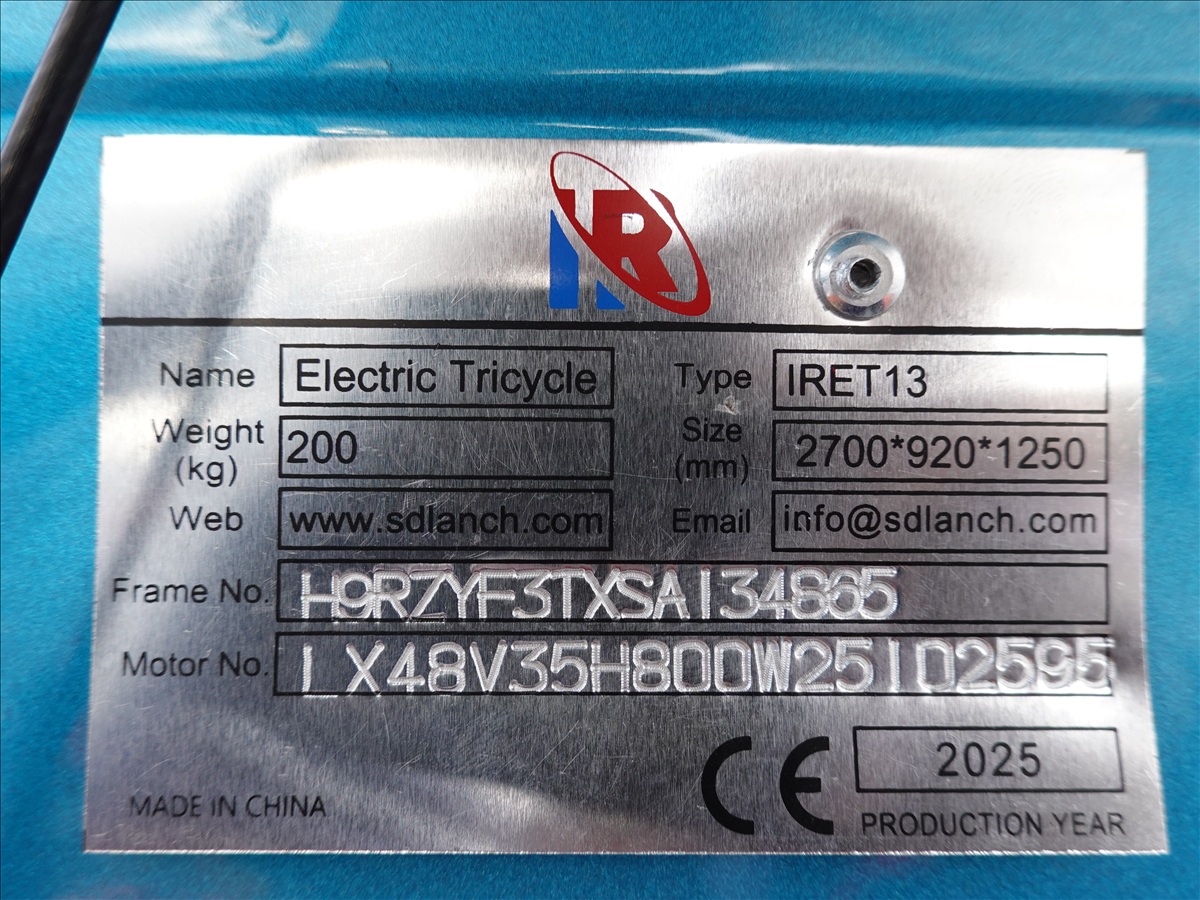 R
Name Electric Tricycle Type IRET13
Weight (kg) 200 Size (mm) 2700*920*1250
Web www.sdlanch.com Email info@sdlanch.com
Frame No. H9RZYF3TXSA134865
Motor No. LX48V35H800W25102595
CE 2025
MADE IN CHINA PRODUCTION YEAR